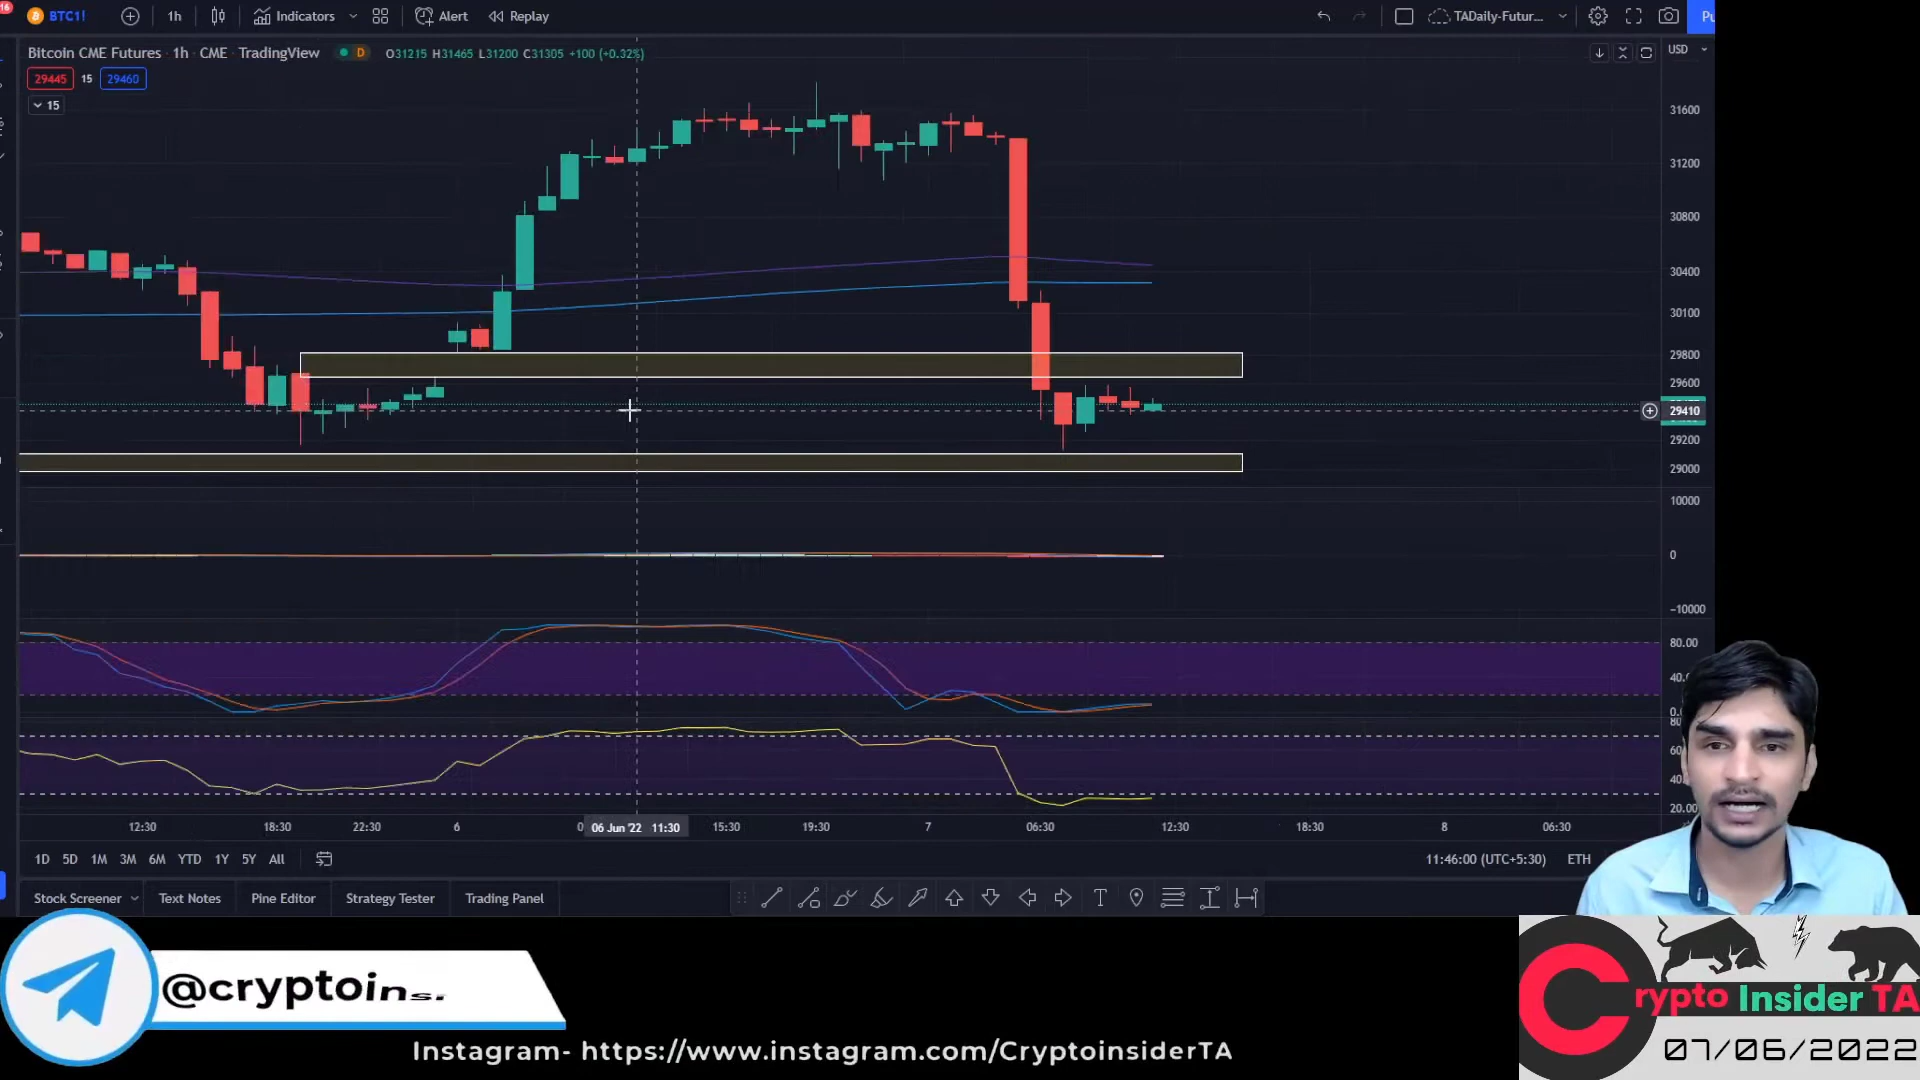 16
BTC1!
1h
Indicators
Alert
Replay
TADaily-Futur...
Pu
Bitcoin CME Futures · 1h · CME · TradingView
D
O31215 H31465 L31200 C31305 +100 (+0.32%)
USD
29445
15
29460
15
31600
31200
30800
30400
30100
29800
29600
29410
29200
29000
10000
0
-10000
80.00
60
20.00
12:30
18:30
22:30
6
06 Jun '22 11:30
15:30
19:30
7
06:30
12:30
18:30
8
06:30
1D 5D 1M 3M 6M YTD 1Y 5Y All
11:46:00 (UTC+5:30)
ETH
Stock Screener
Text Notes
Pine Editor
Strategy Tester
Trading Panel
@cryptoins.
Instagram- https://www.instagram.com/CryptoinsiderTA
Crypto Insider TA
07/06/2022